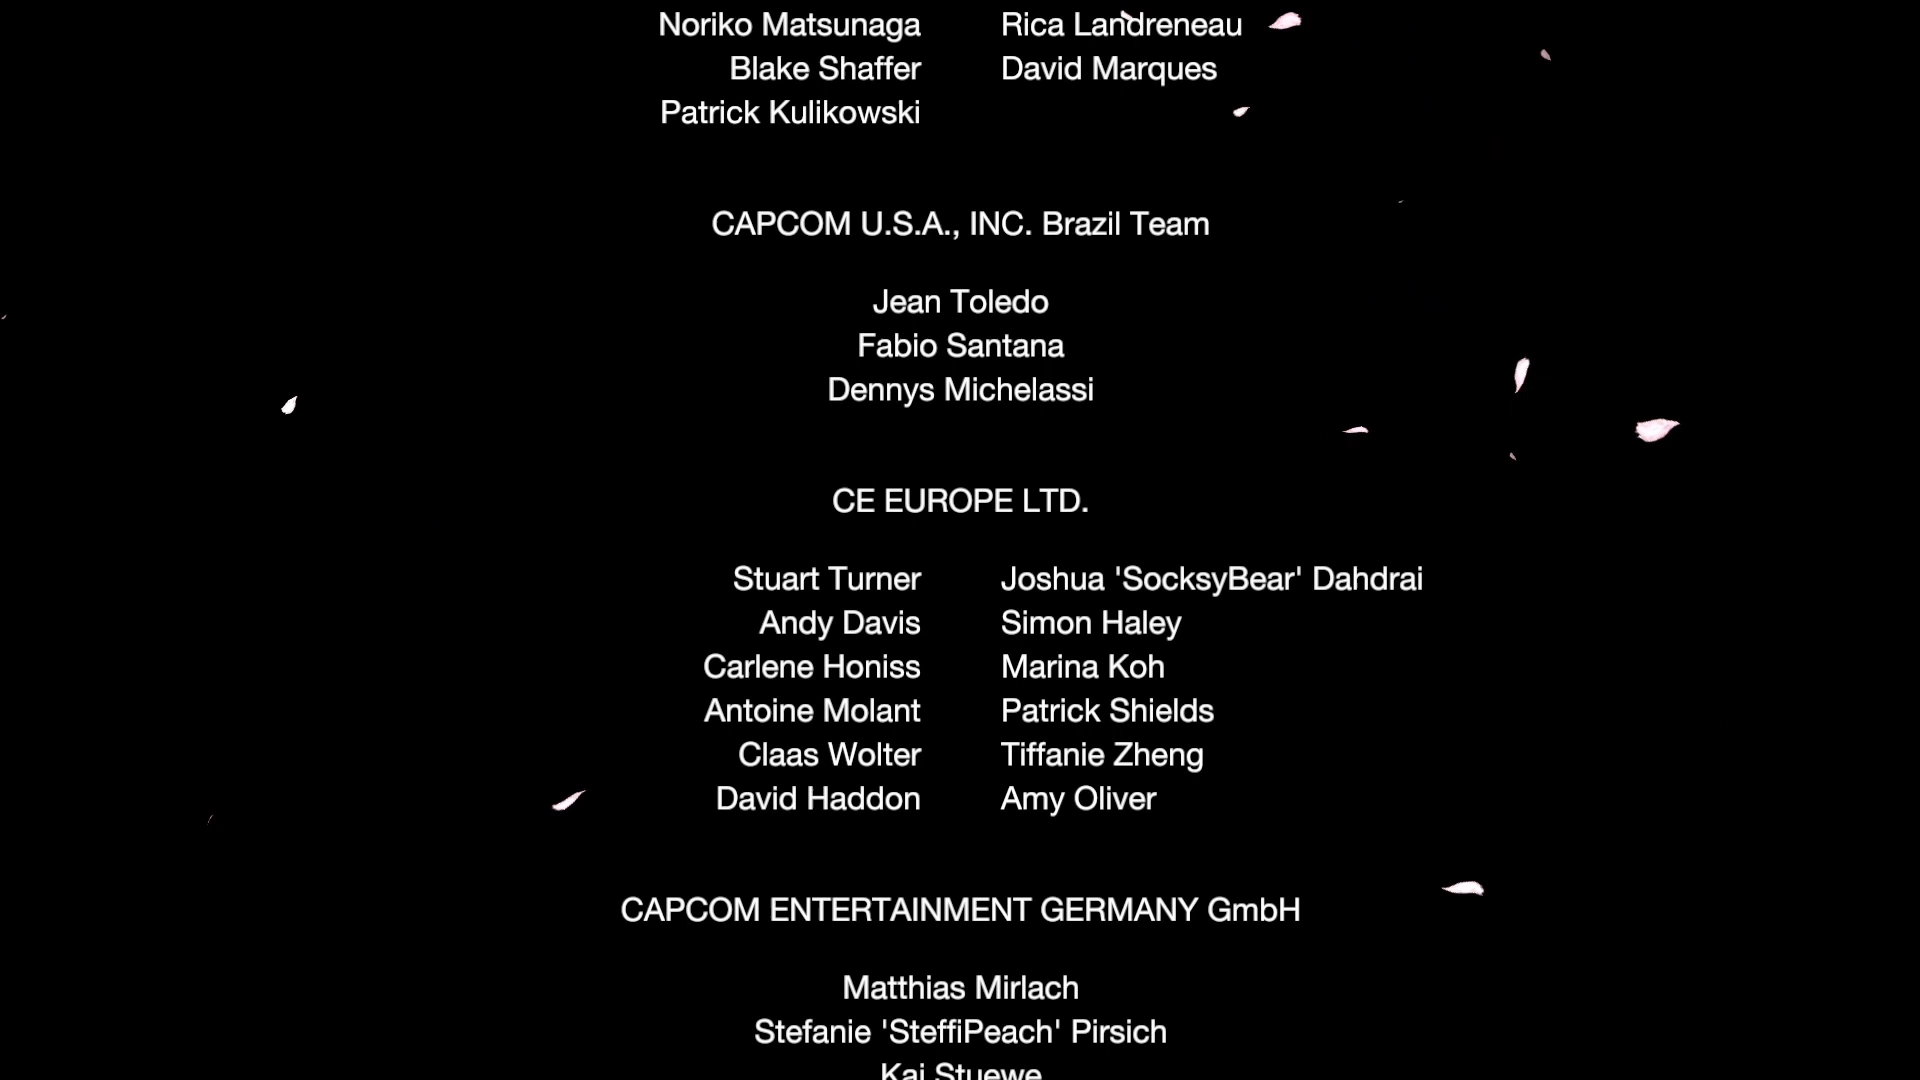 Noriko Matsunaga Rica Landreneau
Blake Shaffer David Marques
Patrick Kulikowski
CAPCOM U.S.A., INC. Brazil Team
Jean Toledo
Fabio Santana
Dennys Michelassi
CE EUROPE LTD.
Stuart Turner Joshua 'SocksyBear' Dahdrai
Andy Davis Simon Haley
Carlene Honiss Marina Koh
Antoine Molant Patrick Shields
Claas Wolter Tiffanie Zheng
David Haddon Amy Oliver
CAPCOM ENTERTAINMENT GERMANY GmbH
Matthias Mirlach
Stefanie 'SteffiPeach' Pirsich
Kai Stuewe